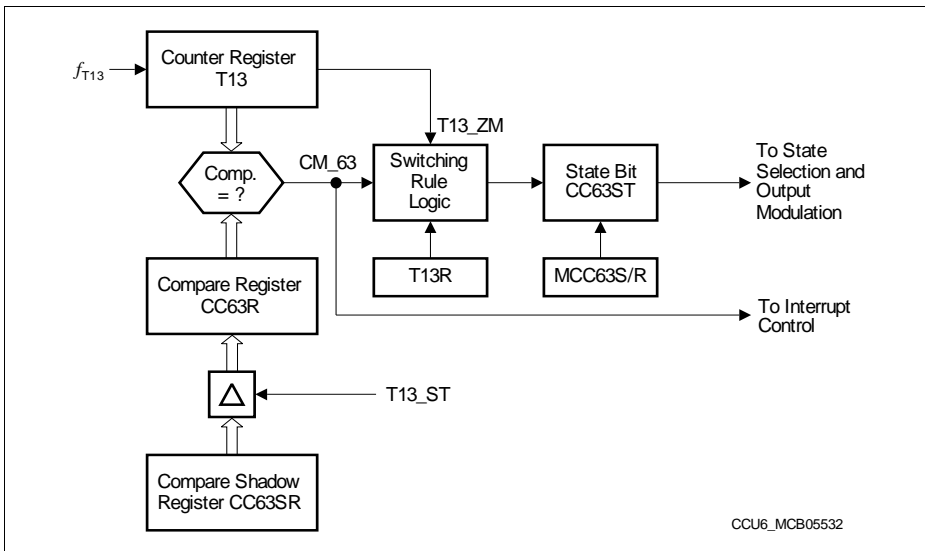 Counter Register
T13
fT13
T13_ZM
CM_63
Comp.
= ?
Switching
Rule
Logic
State Bit
CC63ST
To State
Selection and
Output
Modulation
Compare Register
CC63R
T13R
MCC63S/R
To Interrupt
Control
T13_ST
Compare Shadow
Register CC63SR
CCU6_MCB05532